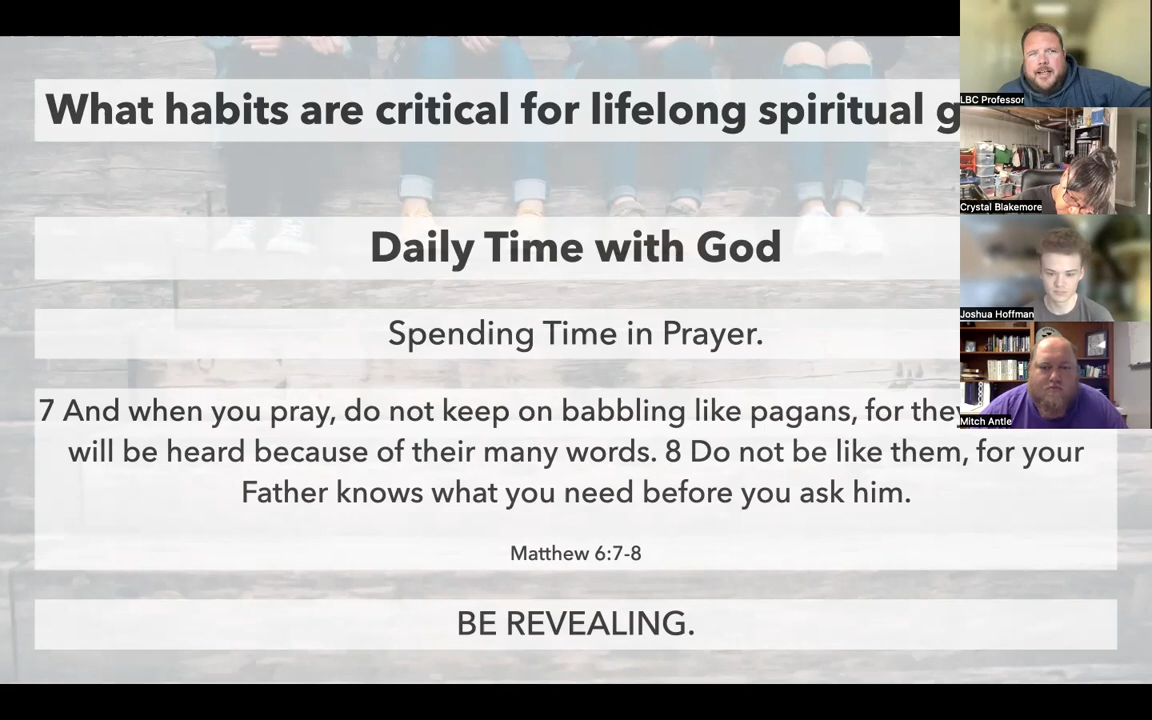 What habits are critical for lifelong spiritual g
Daily Time with God
Spending Time in Prayer.
7 And when you pray, do not keep on babbling like pagans, for they
will be heard because of their many words. 8 Do not be like them, for your
Father knows what you need before you ask him.
Matthew 6:7-8
BE REVEALING.
LBC Professor
Crystal Blakemore
Joshua Hoffman
Mitch Antle